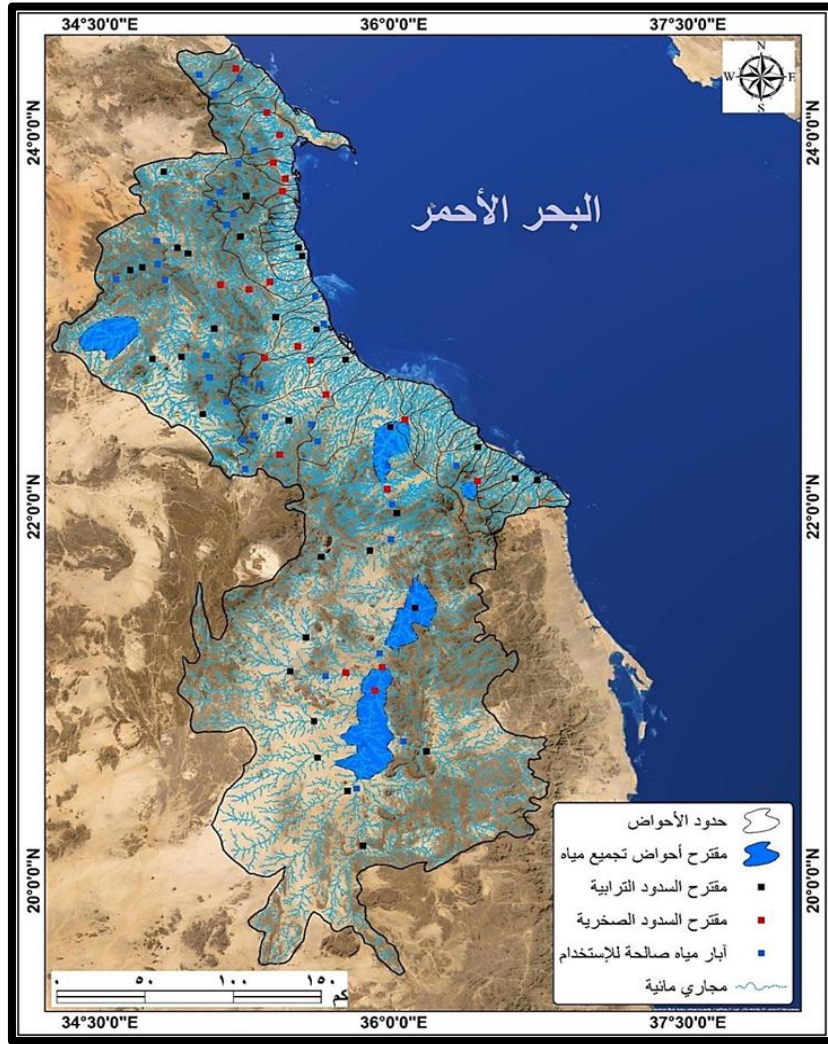 34°30'0"E 36°0'0"E 37°30'0"E
N
W E
S
24°0'0"N 24°0'0"N
البحر الأحمر
22°0'0"N 22°0'0"N
20°0'0"N 20°0'0"N
حدود الأحواض
مقترح أحواض تجميع مياه
مقترح السدود الترابية
مقترح السدود الصخرية
آبار مياه صالحة للإستخدام
مجاري مائية
٠ ٥٠ ١٠٠ ١٥٠
كم
34°30'0"E 36°0'0"E 37°30'0"E